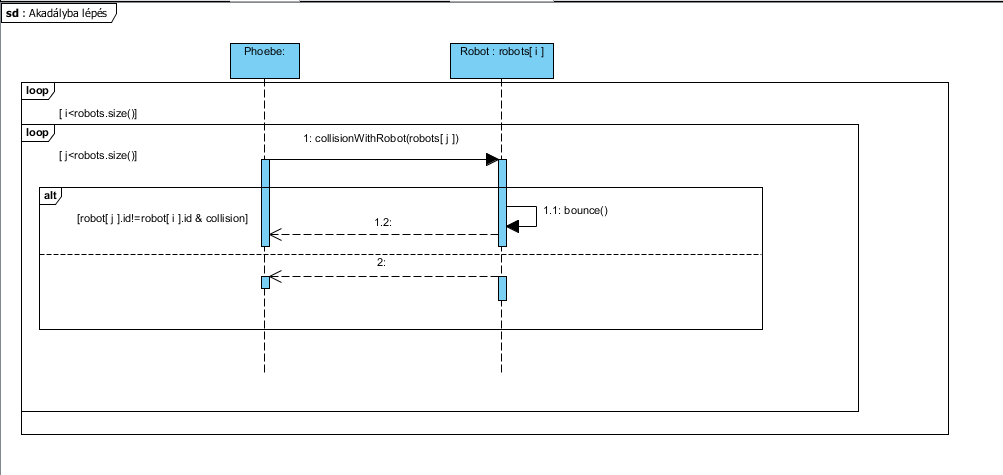 sd : Akadályba lépés
Phoebe:
Robot : robots[ i ]
loop
[ i<robots.size()]
loop
1: collisionWithRobot(robots[ j ])
[ j<robots.size()]
alt
[robot[ j ].id!=robot[ i ].id & collision]
1.1: bounce()
1.2:
2: